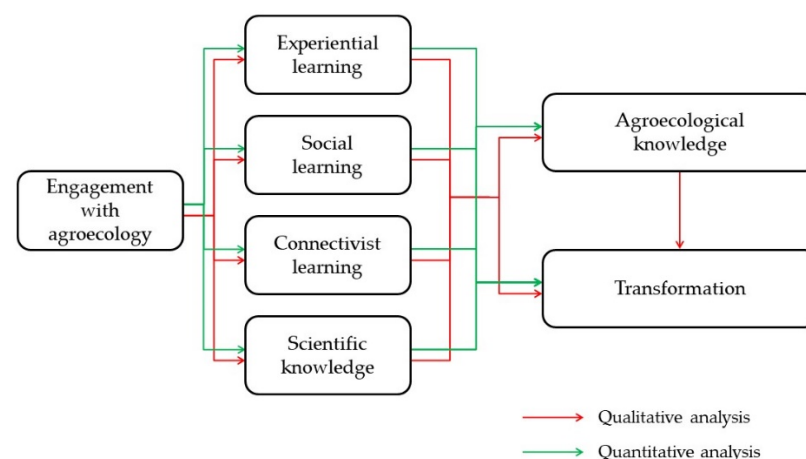 Experiential
learning
Social
learning
Engagement
with
agroecology
Connectivist
learning
Scientific
knowledge
Agroecological
knowledge
Transformation
Qualitative analysis
Quantitative analysis